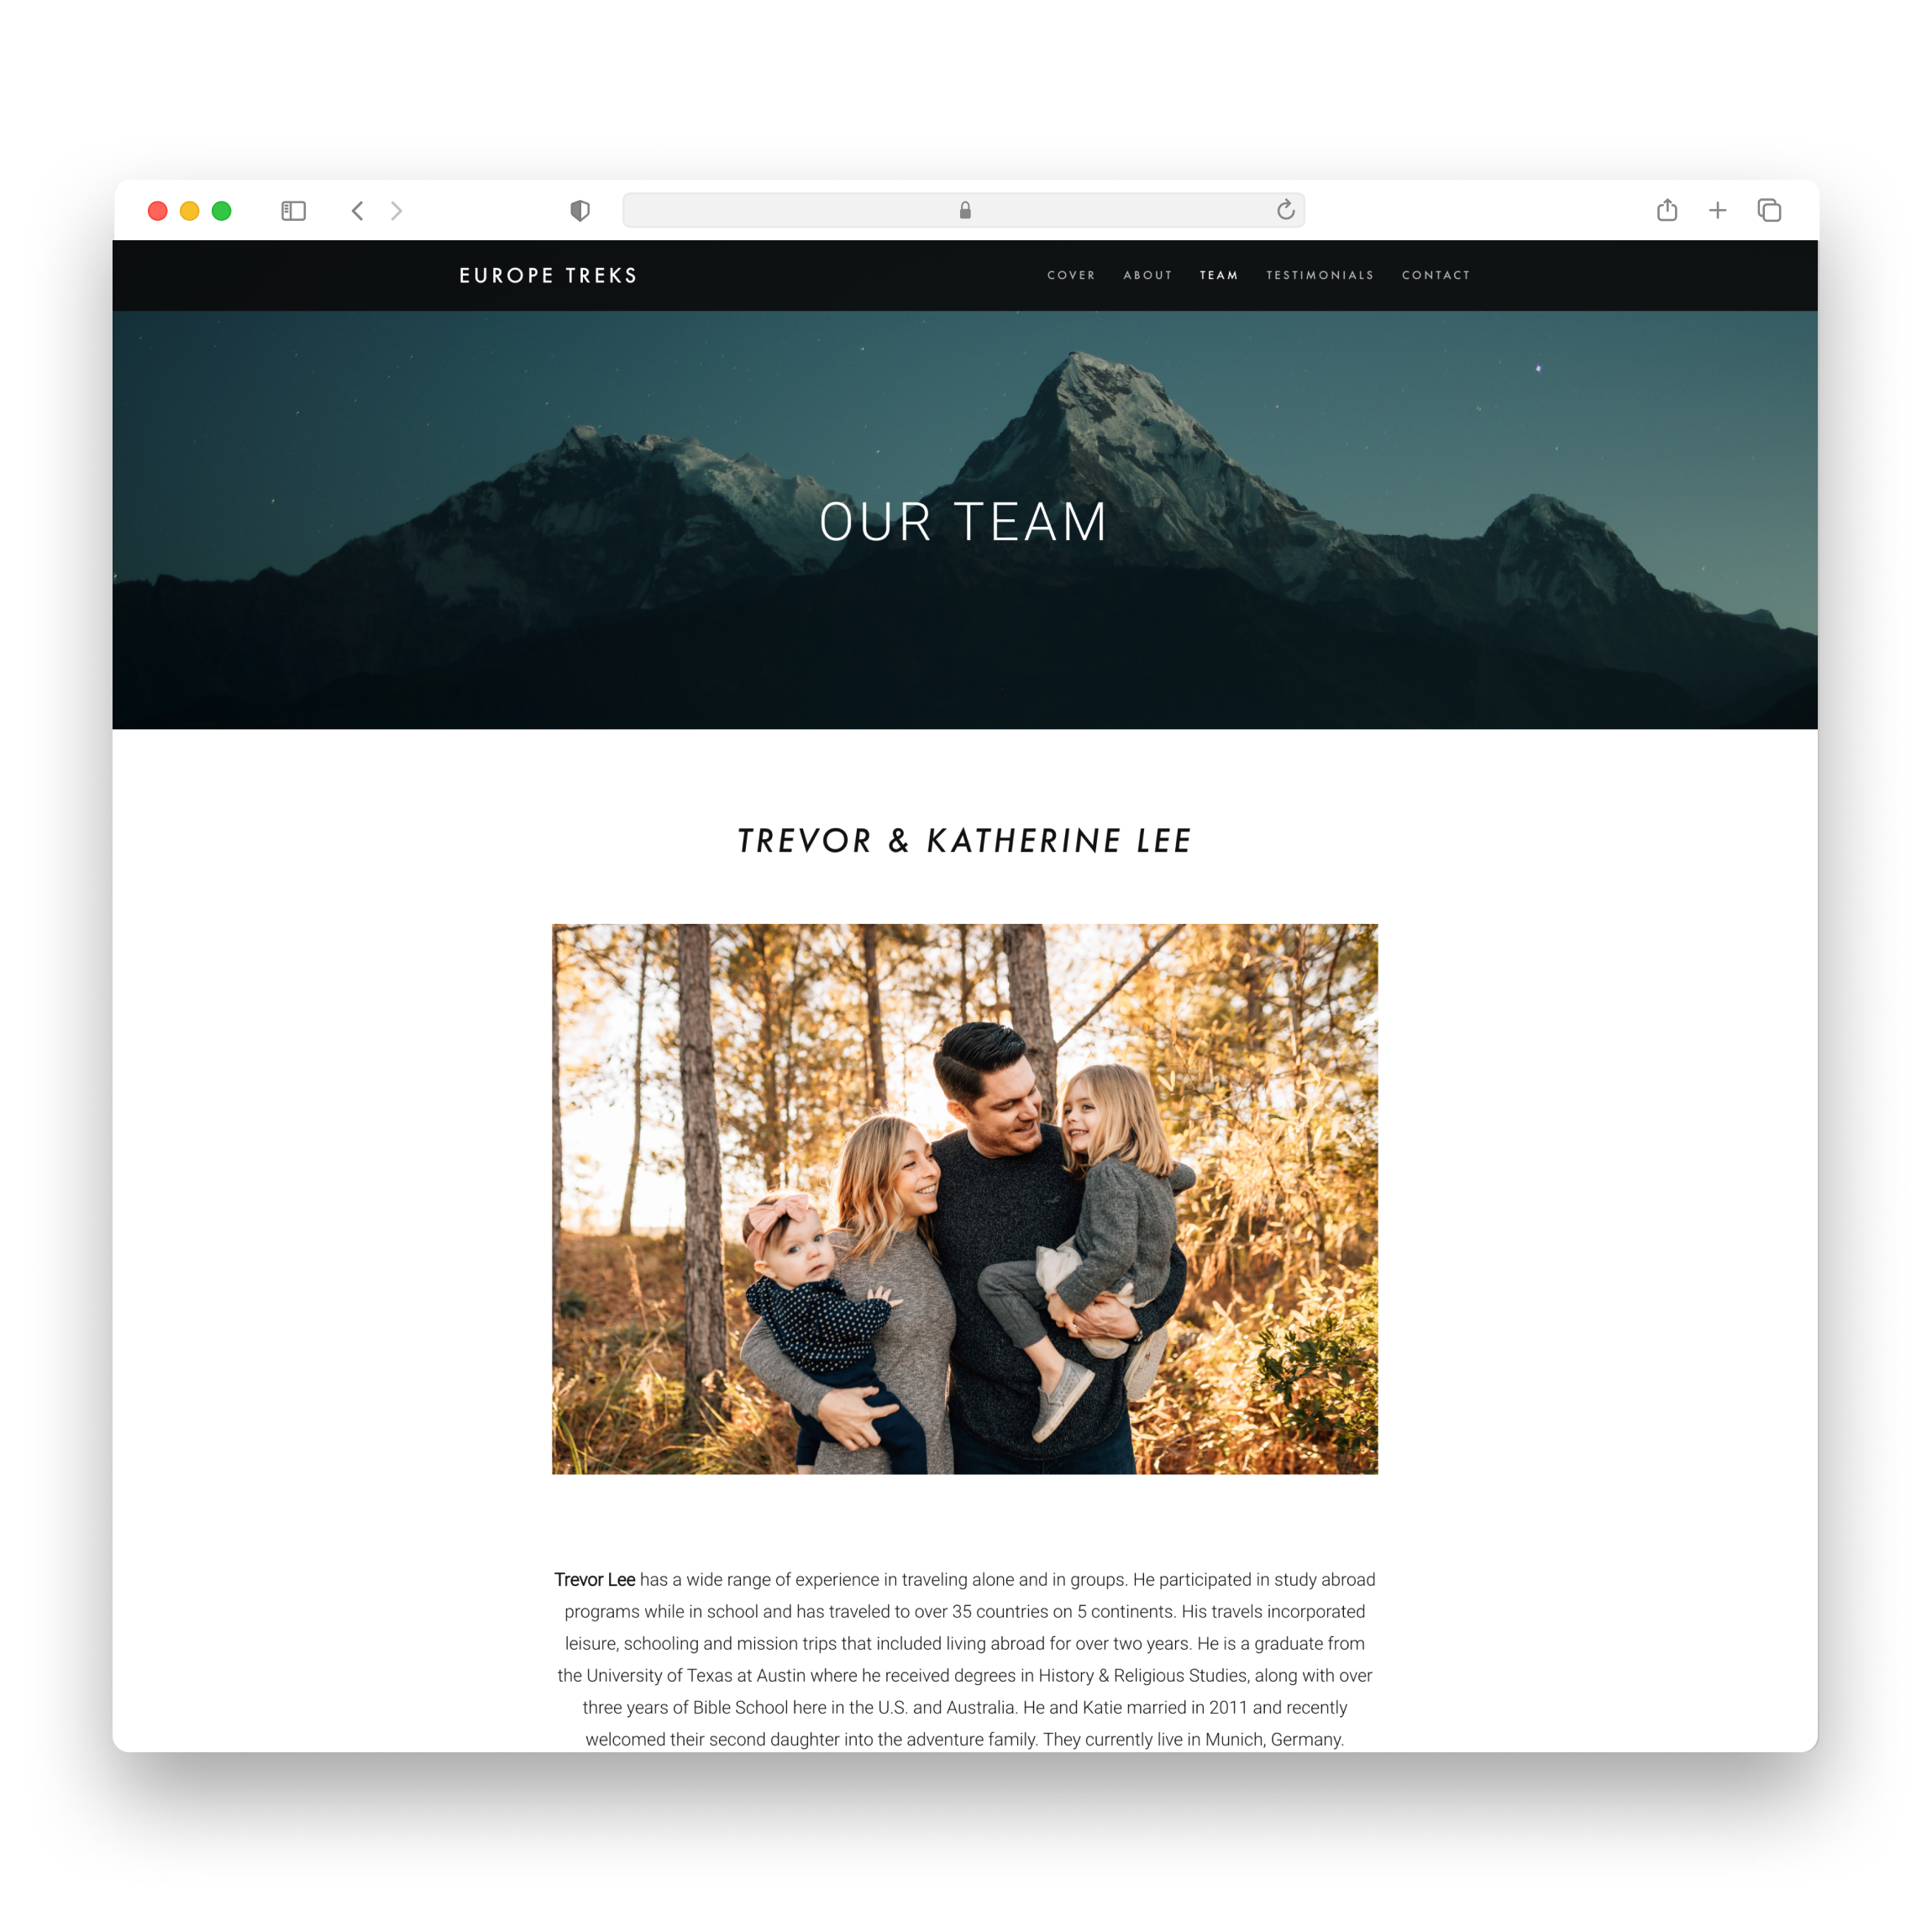 EUROPE TREKS
COVER ABOUT TEAM TESTIMONIALS CONTACT
OUR TEAM
TREVOR & KATHERINE LEE
Trevor Lee has a wide range of experience in traveling alone and in groups. He participated in study abroad
programs while in school and has traveled to over 35 countries on 5 continents. His travels incorporated
leisure, schooling and mission trips that included living abroad for over two years. He is a graduate from
the University of Texas at Austin where he received degrees in History & Religious Studies, along with over
three years of Bible School here in the U.S. and Australia. He and Katie married in 2011 and recently
welcomed their second daughter into the adventure family. They currently live in Munich, Germany.